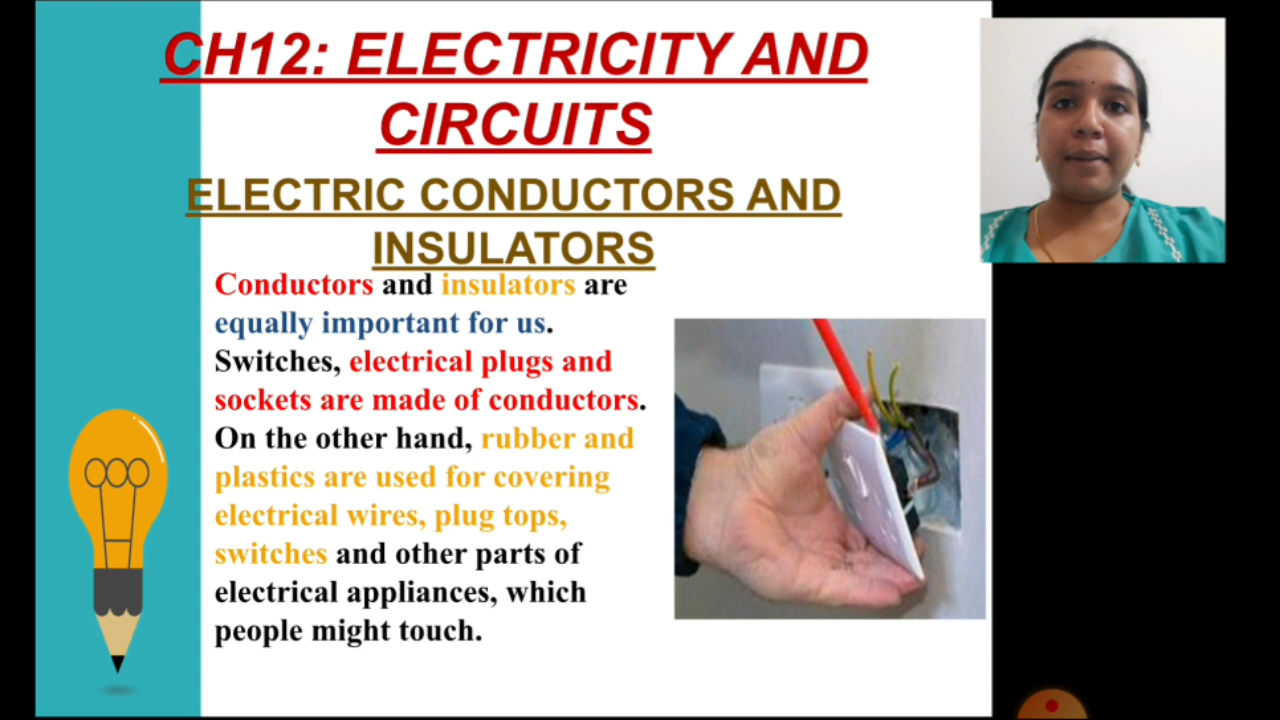 CH12: ELECTRICITY AND
CIRCUITS
ELECTRIC CONDUCTORS AND
INSULATORS
Conductors and insulators are
equally important for us.
Switches, electrical plugs and
sockets are made of conductors.
On the other hand, rubber and
plastics are used for covering
electrical wires, plug tops,
switches and other parts of
electrical appliances, which
people might touch.